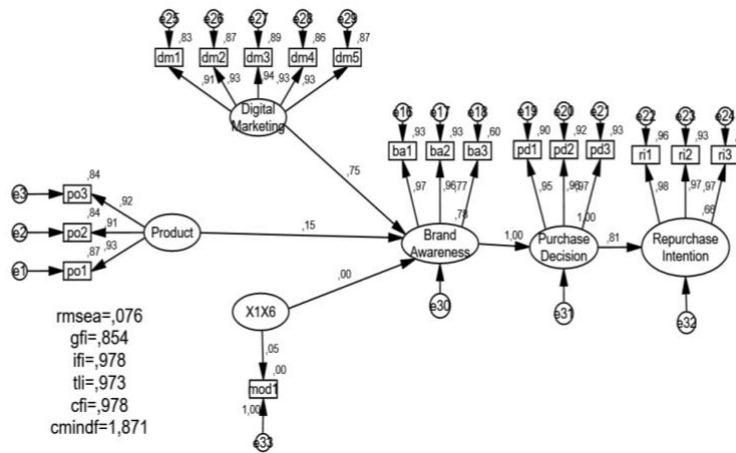 e25 e26 e27 e28 e29
,83 ,87 ,89 ,86 ,87
dm1 dm2 dm3 dm4 dm5
,91 ,93 ,94 ,93 ,93
Digital
Marketing
e16 e17 e18
,93 ,93 ,60
ba1 ba2 ba3
,97 ,96 ,77
e19 e20 e21
,90 ,92 ,93
pd1 pd2 pd3
,95 ,96 ,97
e22 e23 e24
,96 ,93
ri1 ri2 ri3
,98 ,97 ,97
,75
,84
e3 po3 ,92
,84
e2 po2 ,91
,87
e1 po1 ,93
Product
,15
,78
Brand
Awareness
1,00
1,00
Purchase
Decision
,81
,66
Repurchase
Intention
e30
e31
e32
,00
X1X6
,05
,00
mod1
1,00
e33
rmsea=,076
gfi=,854
ifi=,978
tli=,973
cfi=,978
cmindf=1,871